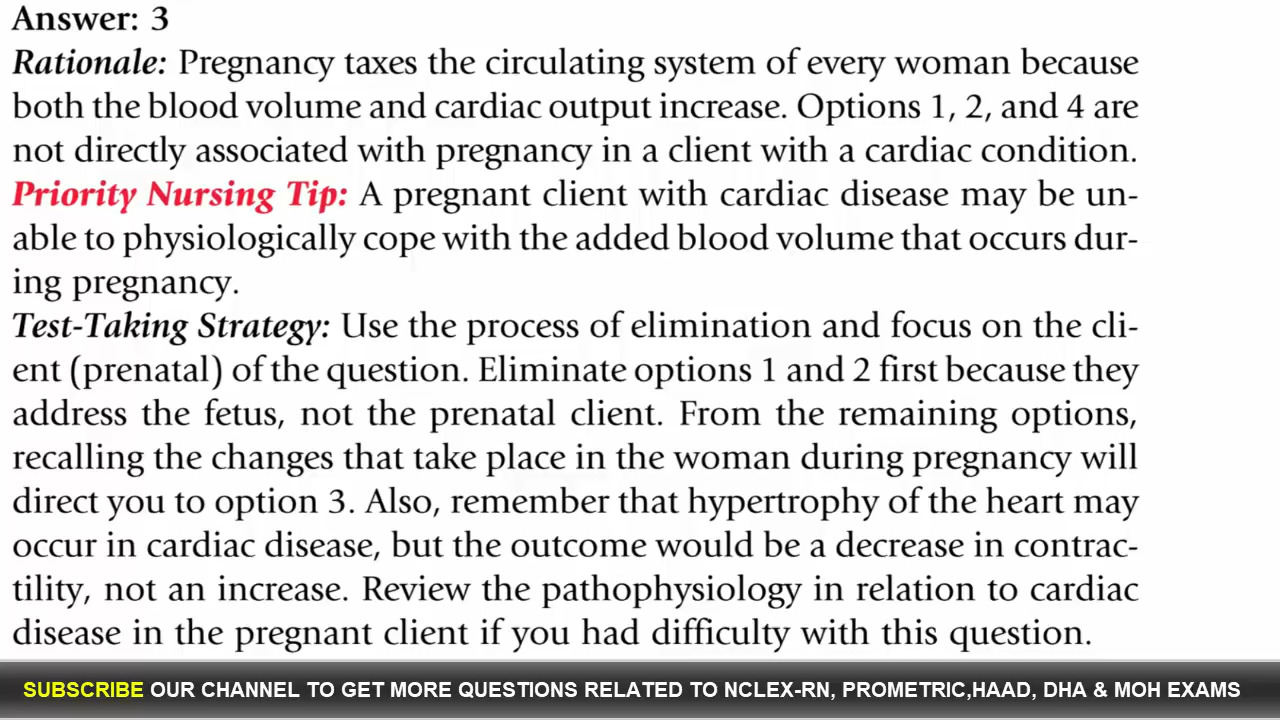 Answer: 3
Rationale: Pregnancy taxes the circulating system of every woman because
both the blood volume and cardiac output increase. Options 1, 2, and 4 are
not directly associated with pregnancy in a client with a cardiac condition.
Priority Nursing Tip: A pregnant client with cardiac disease may be un-
able to physiologically cope with the added blood volume that occurs dur-
ing pregnancy.
Test-Taking Strategy: Use the process of elimination and focus on the cli-
ent (prenatal) of the question. Eliminate options 1 and 2 first because they
address the fetus, not the prenatal client. From the remaining options,
recalling the changes that take place in the woman during pregnancy will
direct you to option 3. Also, remember that hypertrophy of the heart may
occur in cardiac disease, but the outcome would be a decrease in contrac-
tility, not an increase. Review the pathophysiology in relation to cardiac
disease in the pregnant client if you had difficulty with this question.
SUBSCRIBE OUR CHANNEL TO GET MORE QUESTIONS RELATED TO NCLEX-RN, PROMETRIC,HAAD, DHA & MOH EXAMS